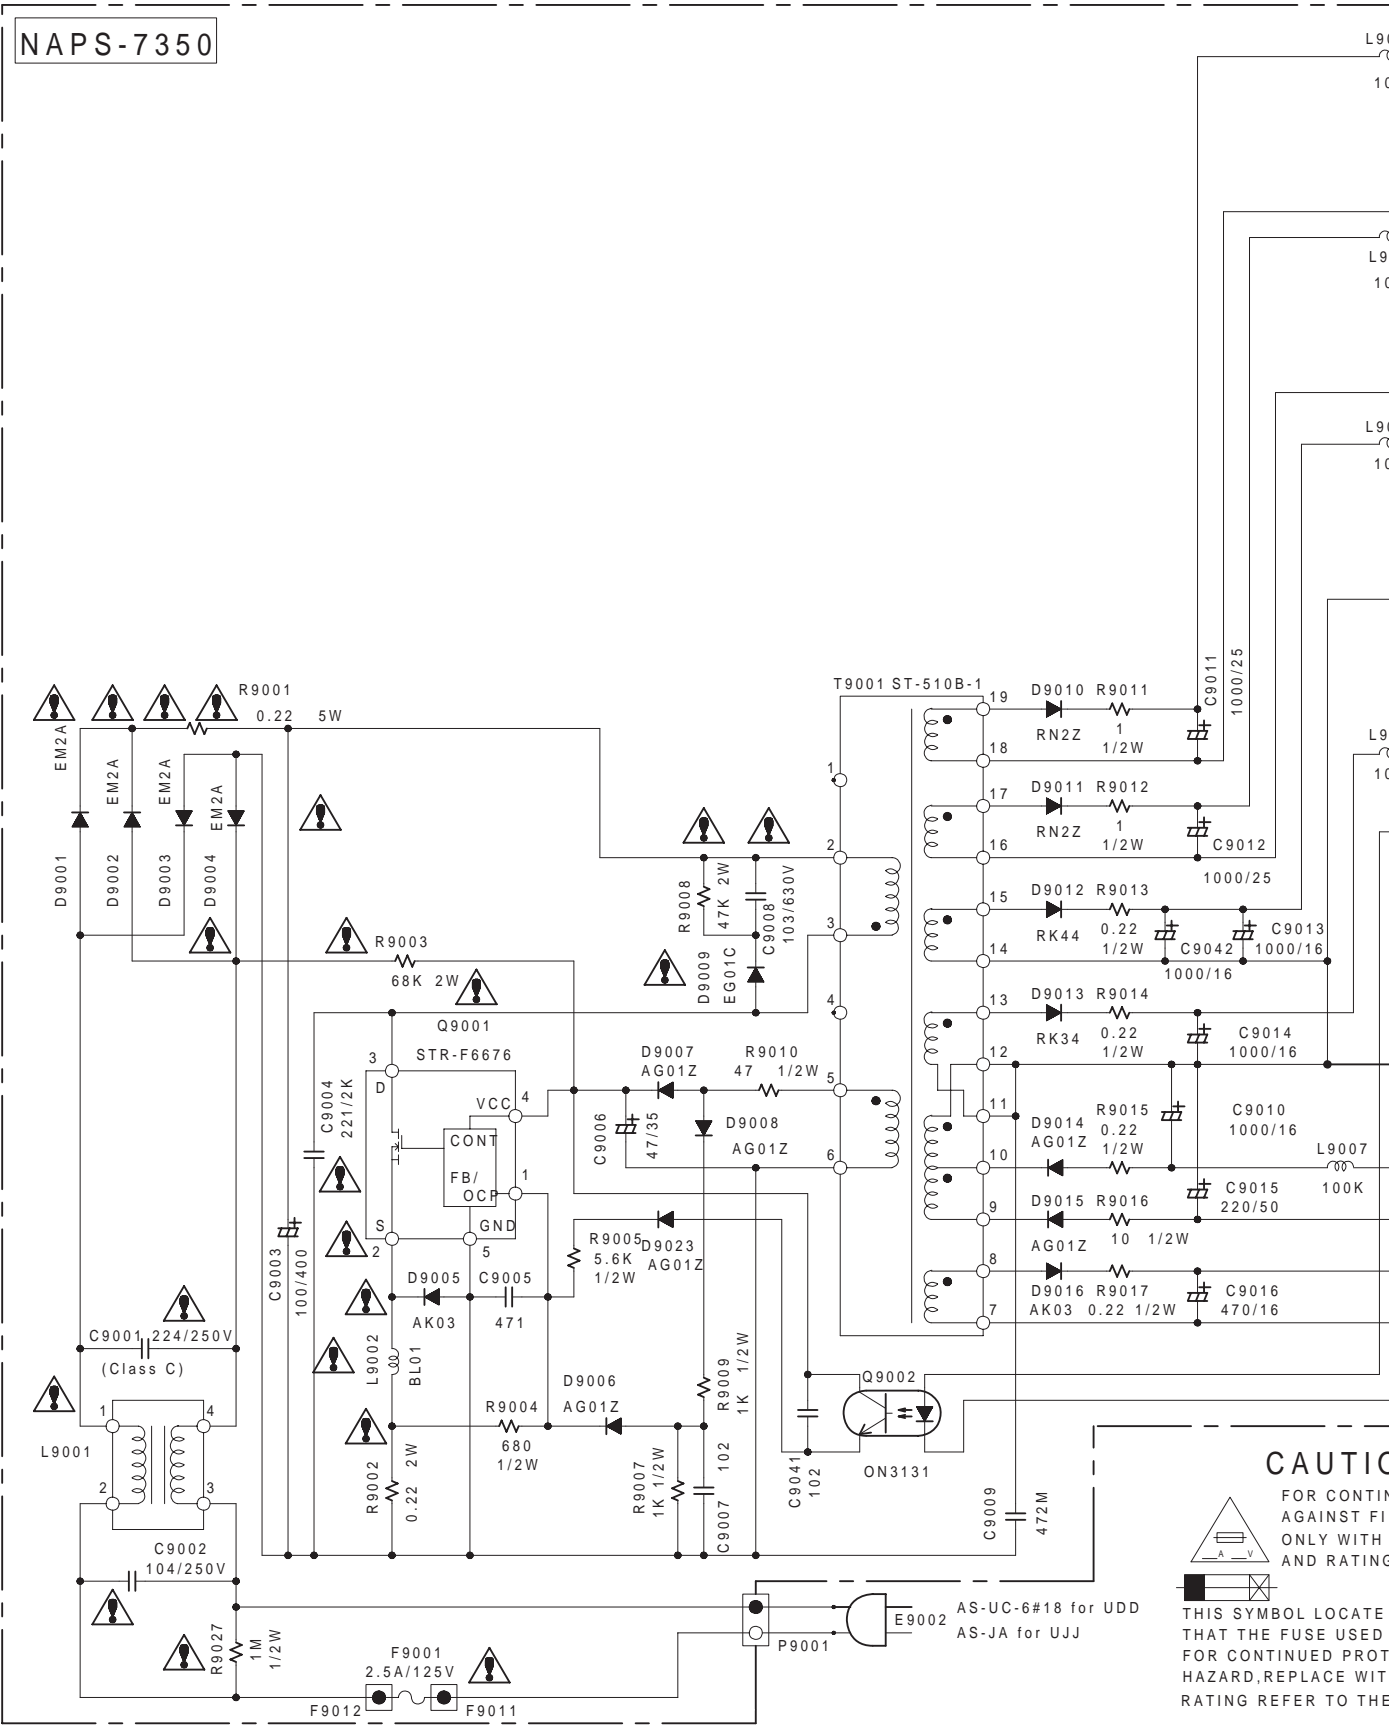 NAPS-7350
R9001
0.22 5W
EM2A
EM2A
EM2A
EM2A
D9001
D9002
D9003
D9004
R9003
68K 2W
Q9001
STR-F6676
3
D
VCC
4
CONT
FB/
OCP
1
S
2
GND
5
C9004
221/2K
C9003
100/400
D9005
AK03
C9005
471
L9002
BL01
R9004
680
1/2W
R9002
0.22 2W
R9005
5.6K
1/2W
D9023
AG01Z
D9006
AG01Z
R9007
1K 1/2W
R9009
1K 1/2W
C9007
102
C9006
47/35
D9007
AG01Z
R9010
47 1/2W
D9008
AG01Z
R9008
47K 2W
C9008
103/630V
D9009
EG01C
C9001 224/250V
(Class C)
L9001
1
4
2
3
C9002
104/250V
R9027
1M
1/2W
F9001
2.5A/125V
F9012
F9011
P9001
E9002
AS-UC-6#18 for UDD
AS-JA for UJJ
T9001 ST-510B-1
1
2
3
4
5
6
19
18
17
16
15
14
13
12
11
10
9
8
7
D9010 R9011
RN2Z
1
1/2W
C9011
1000/25
D9011 R9012
RN2Z
1
1/2W
C9012
1000/25
D9012 R9013
RK44
0.22
1/2W
C9042
1000/16
C9013
1000/16
D9013 R9014
RK34
0.22
1/2W
C9014
1000/16
D9014
AG01Z
R9015
0.22
1/2W
C9010
1000/16
L9007
100K
D9015 R9016
AG01Z
10 1/2W
C9015
220/50
D9016 R9017
AK03 0.22 1/2W
C9016
470/16
Q9002
ON3131
C9041
102
C9009
472M
L90
10
L9
10
L90
10
L9
10
CAUTIO
FOR CONTIN
AGAINST FI
ONLY WITH
AND RATING
A V
THIS SYMBOL LOCATE
THAT THE FUSE USED
FOR CONTINUED PROT
HAZARD,REPLACE WIT
RATING REFER TO THE